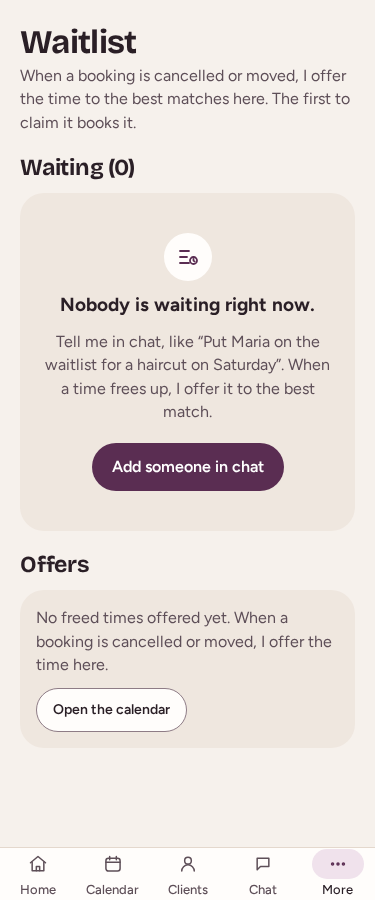 Waitlist
When a booking is cancelled or moved, I offer
the time to the best matches here. The first to
claim it books it.
Waiting (0)
Nobody is waiting right now.
Tell me in chat, like “Put Maria on the
waitlist for a haircut on Saturday”. When
a time frees up, I offer it to the best
match.
Add someone in chat
Offers
No freed times offered yet. When a
booking is cancelled or moved, I offer the
time here.
Open the calendar
Home
Calendar
Clients
Chat
More